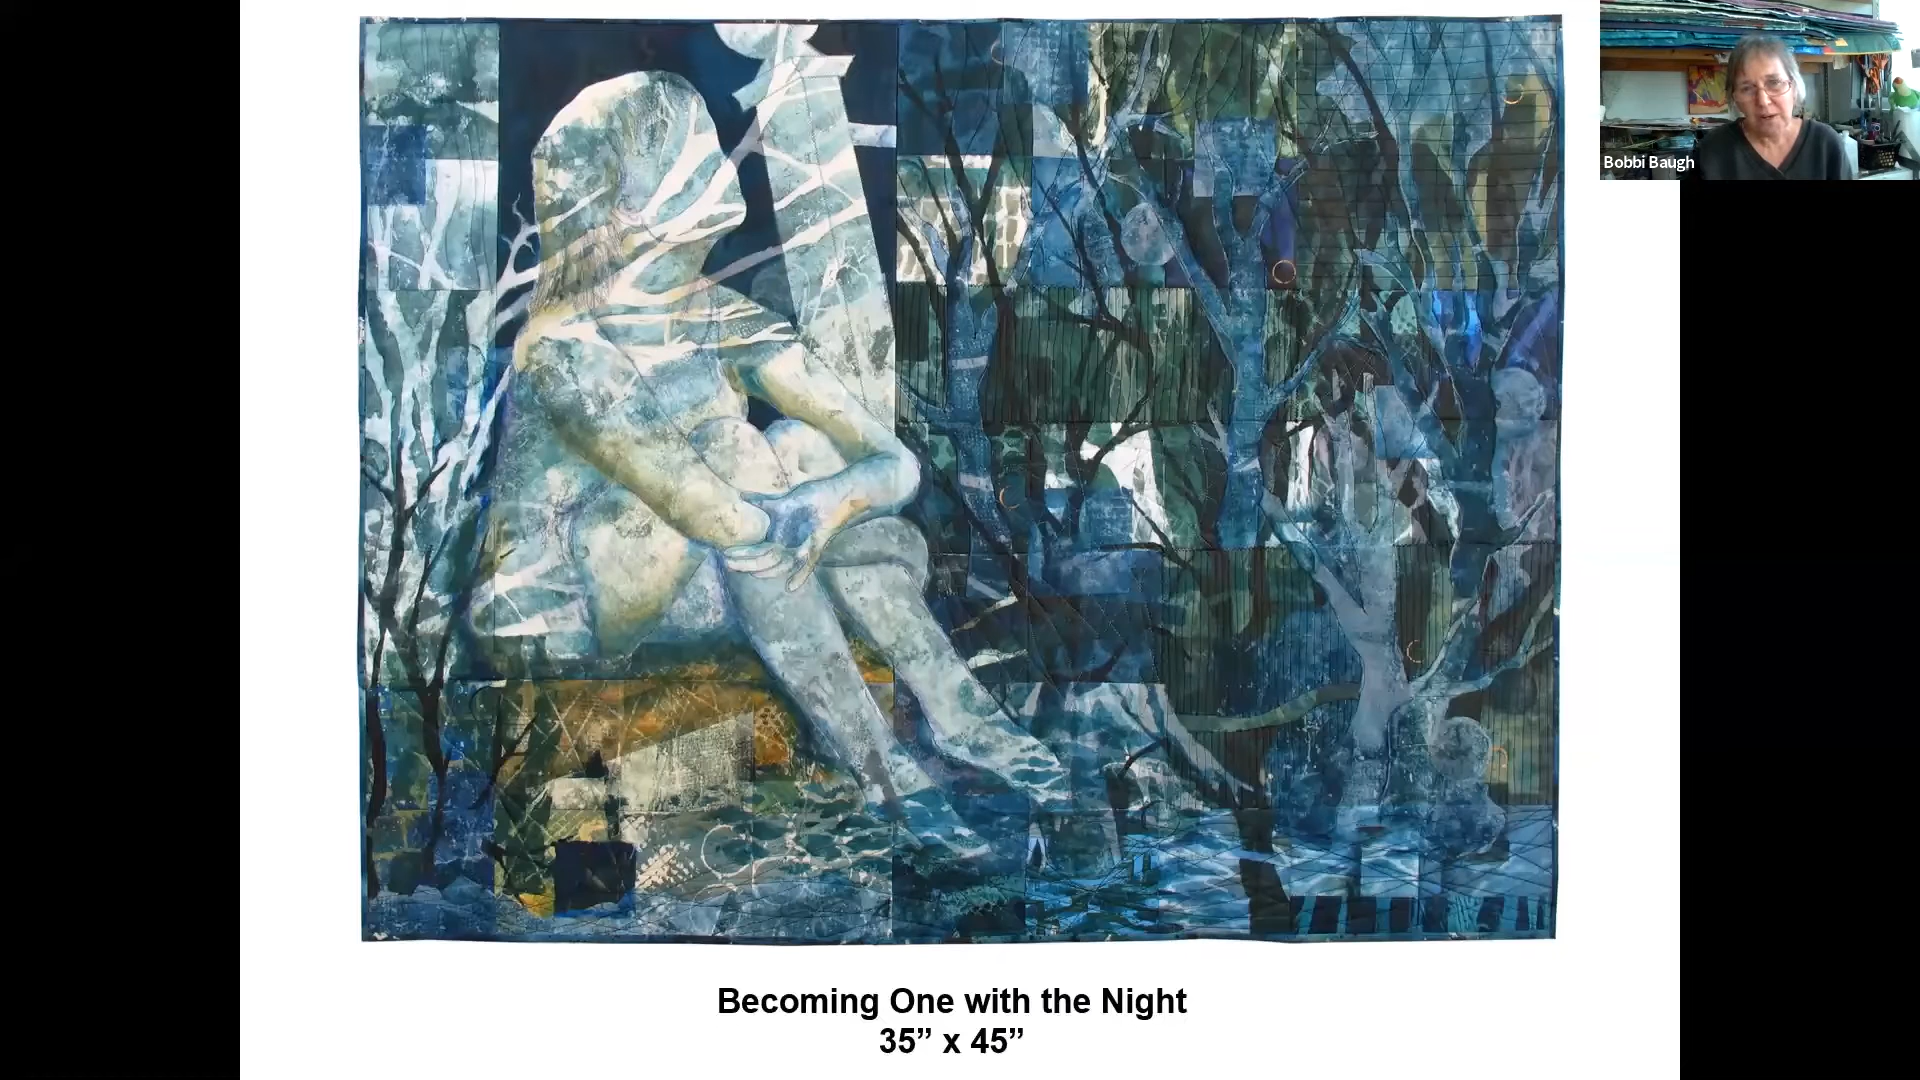 Bobbi Baugh
Becoming One with the Night
35” x 45”